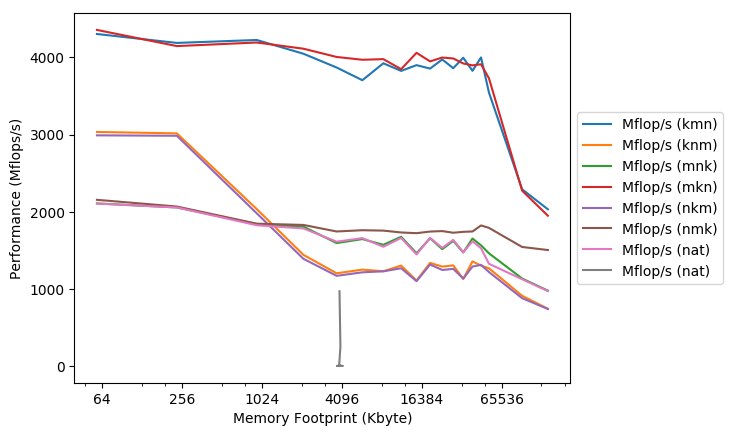 4000
3000
2000
1000
0
Performance (Mflops/s)
64 256 1024 4096 16384 65536
Memory Footprint (Kbyte)
Mflop/s (kmn)
Mflop/s (knm)
Mflop/s (mnk)
Mflop/s (mkn)
Mflop/s (nkm)
Mflop/s (nmk)
Mflop/s (nat)
Mflop/s (nat)